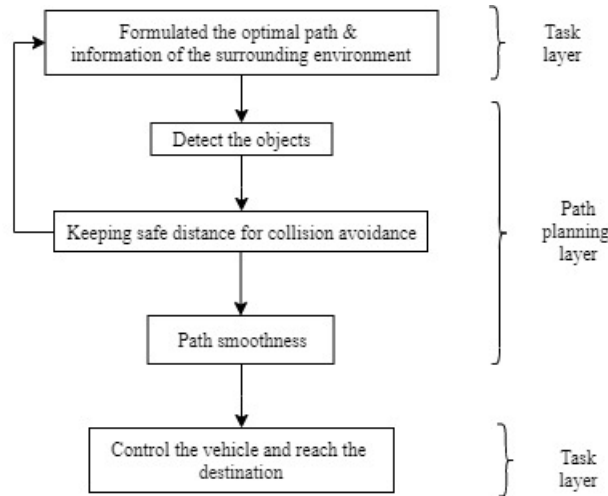 Formulated the optimal path &
information of the surrounding environment
Task
layer
Detect the objects
Keeping safe distance for collision avoidance
Path
planning
layer
Path smoothness
Control the vehicle and reach the
destination
Task
layer